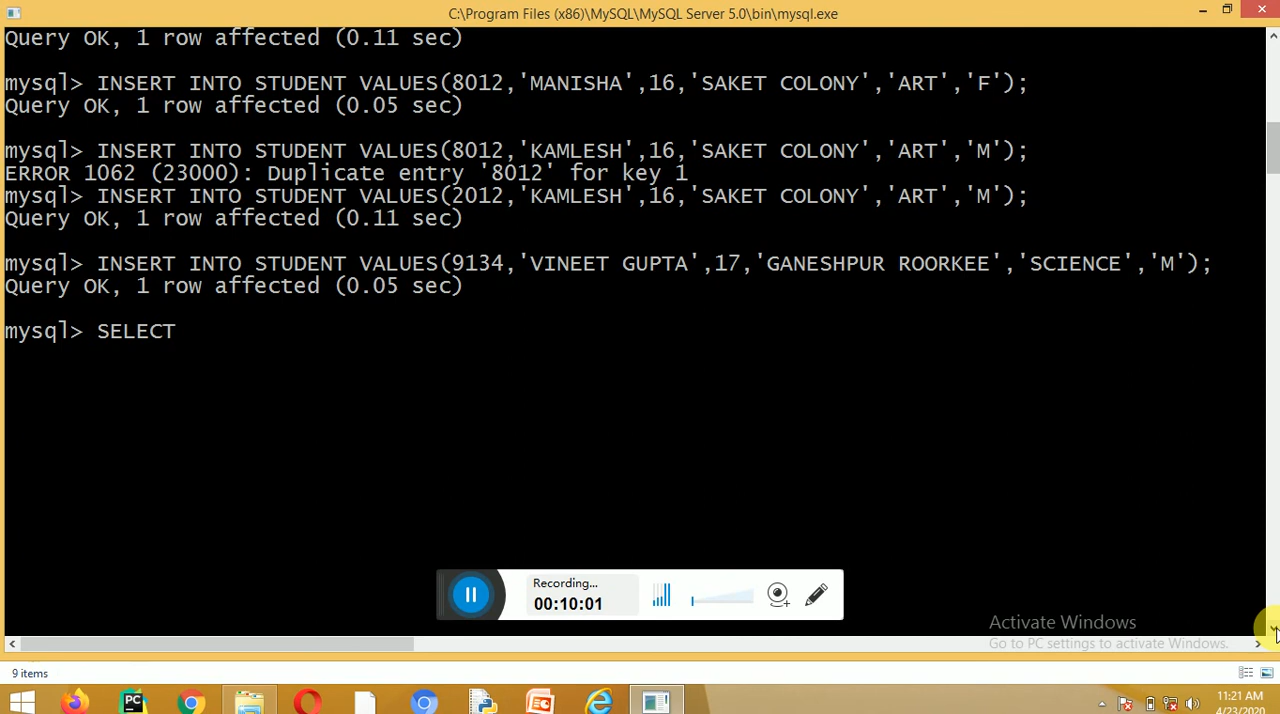 C:\Program Files (x86)\MySQL\MySQL Server 5.0\bin\mysql.exe
Query OK, 1 row affected (0.11 sec)
mysql> INSERT INTO STUDENT VALUES(8012,'MANISHA',16,'SAKET COLONY','ART','F');
Query OK, 1 row affected (0.05 sec)
mysql> INSERT INTO STUDENT VALUES(8012,'KAMLESH',16,'SAKET COLONY','ART','M');
ERROR 1062 (23000): Duplicate entry '8012' for key 1
mysql> INSERT INTO STUDENT VALUES(2012,'KAMLESH',16,'SAKET COLONY','ART','M');
Query OK, 1 row affected (0.11 sec)
mysql> INSERT INTO STUDENT VALUES(9134,'VINEET GUPTA',17,'GANESHPUR ROORKEE','SCIENCE','M');
Query OK, 1 row affected (0.05 sec)
mysql> SELECT
Recording...
00:10:01
Activate Windows
Go to PC settings to activate Windows.
9 items
PC
11:21 AM
4/23/2020